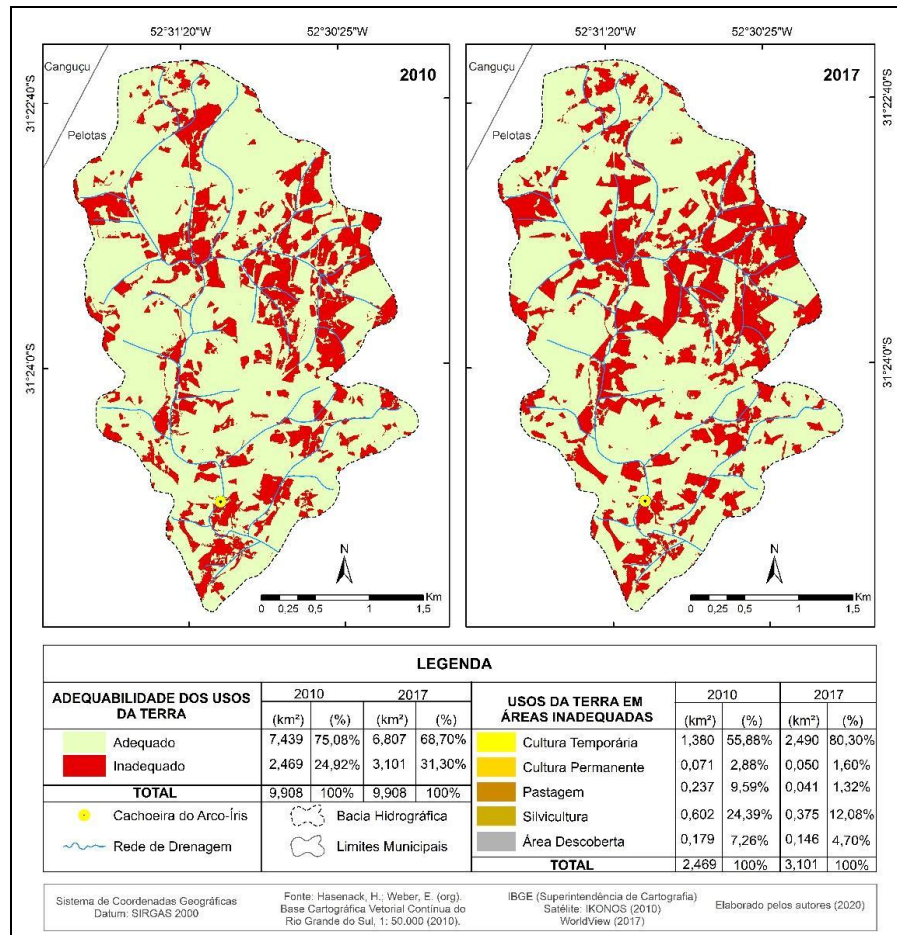 52°31'20"W 52°30'25"W 52°31'20"W 52°30'25"W
Canguçu
2010
Pelotas
31°22'40"S
31°24'0"S
N
Km
0 0,25 0,5 1 1,5
Canguçu
2017
Pelotas
31°22'40"S
31°24'0"S
N
Km
0 0,25 0,5 1 1,5
LEGENDA
ADEQUABILIDADE DOS USOS DA TERRA 2010 2017
(km²) (%) (km²) (%)
Adequado 7,439 75,08% 6,807 68,70%
Inadequado 2,469 24,92% 3,101 31,30%
TOTAL 9,908 100% 9,908 100%
Cachoeira do Arco-Íris Bacia Hidrográfica
Rede de Drenagem Limites Municipais
USOS DA TERRA EM ÁREAS INADEQUADAS 2010 2017
(km²) (%) (km²) (%)
Cultura Temporária 1,380 55,88% 2,490 80,30%
Cultura Permanente 0,071 2,88% 0,050 1,60%
Pastagem 0,237 9,59% 0,041 1,32%
Silvicultura 0,602 24,39% 0,375 12,08%
Área Descoberta 0,179 7,26% 0,146 4,70%
TOTAL 2,469 100% 3,101 100%
Sistema de Coordenadas Geográficas
Datum: SIRGAS 2000
Fonte: Hasenack, H.; Weber, E. (org).
Base Cartográfica Vetorial Contínua do
Rio Grande do Sul, 1: 50.000 (2010).
IBGE (Superintendência de Cartografia)
Satélite: IKONOS (2010)
WorldView (2017)
Elaborado pelos autores (2020)